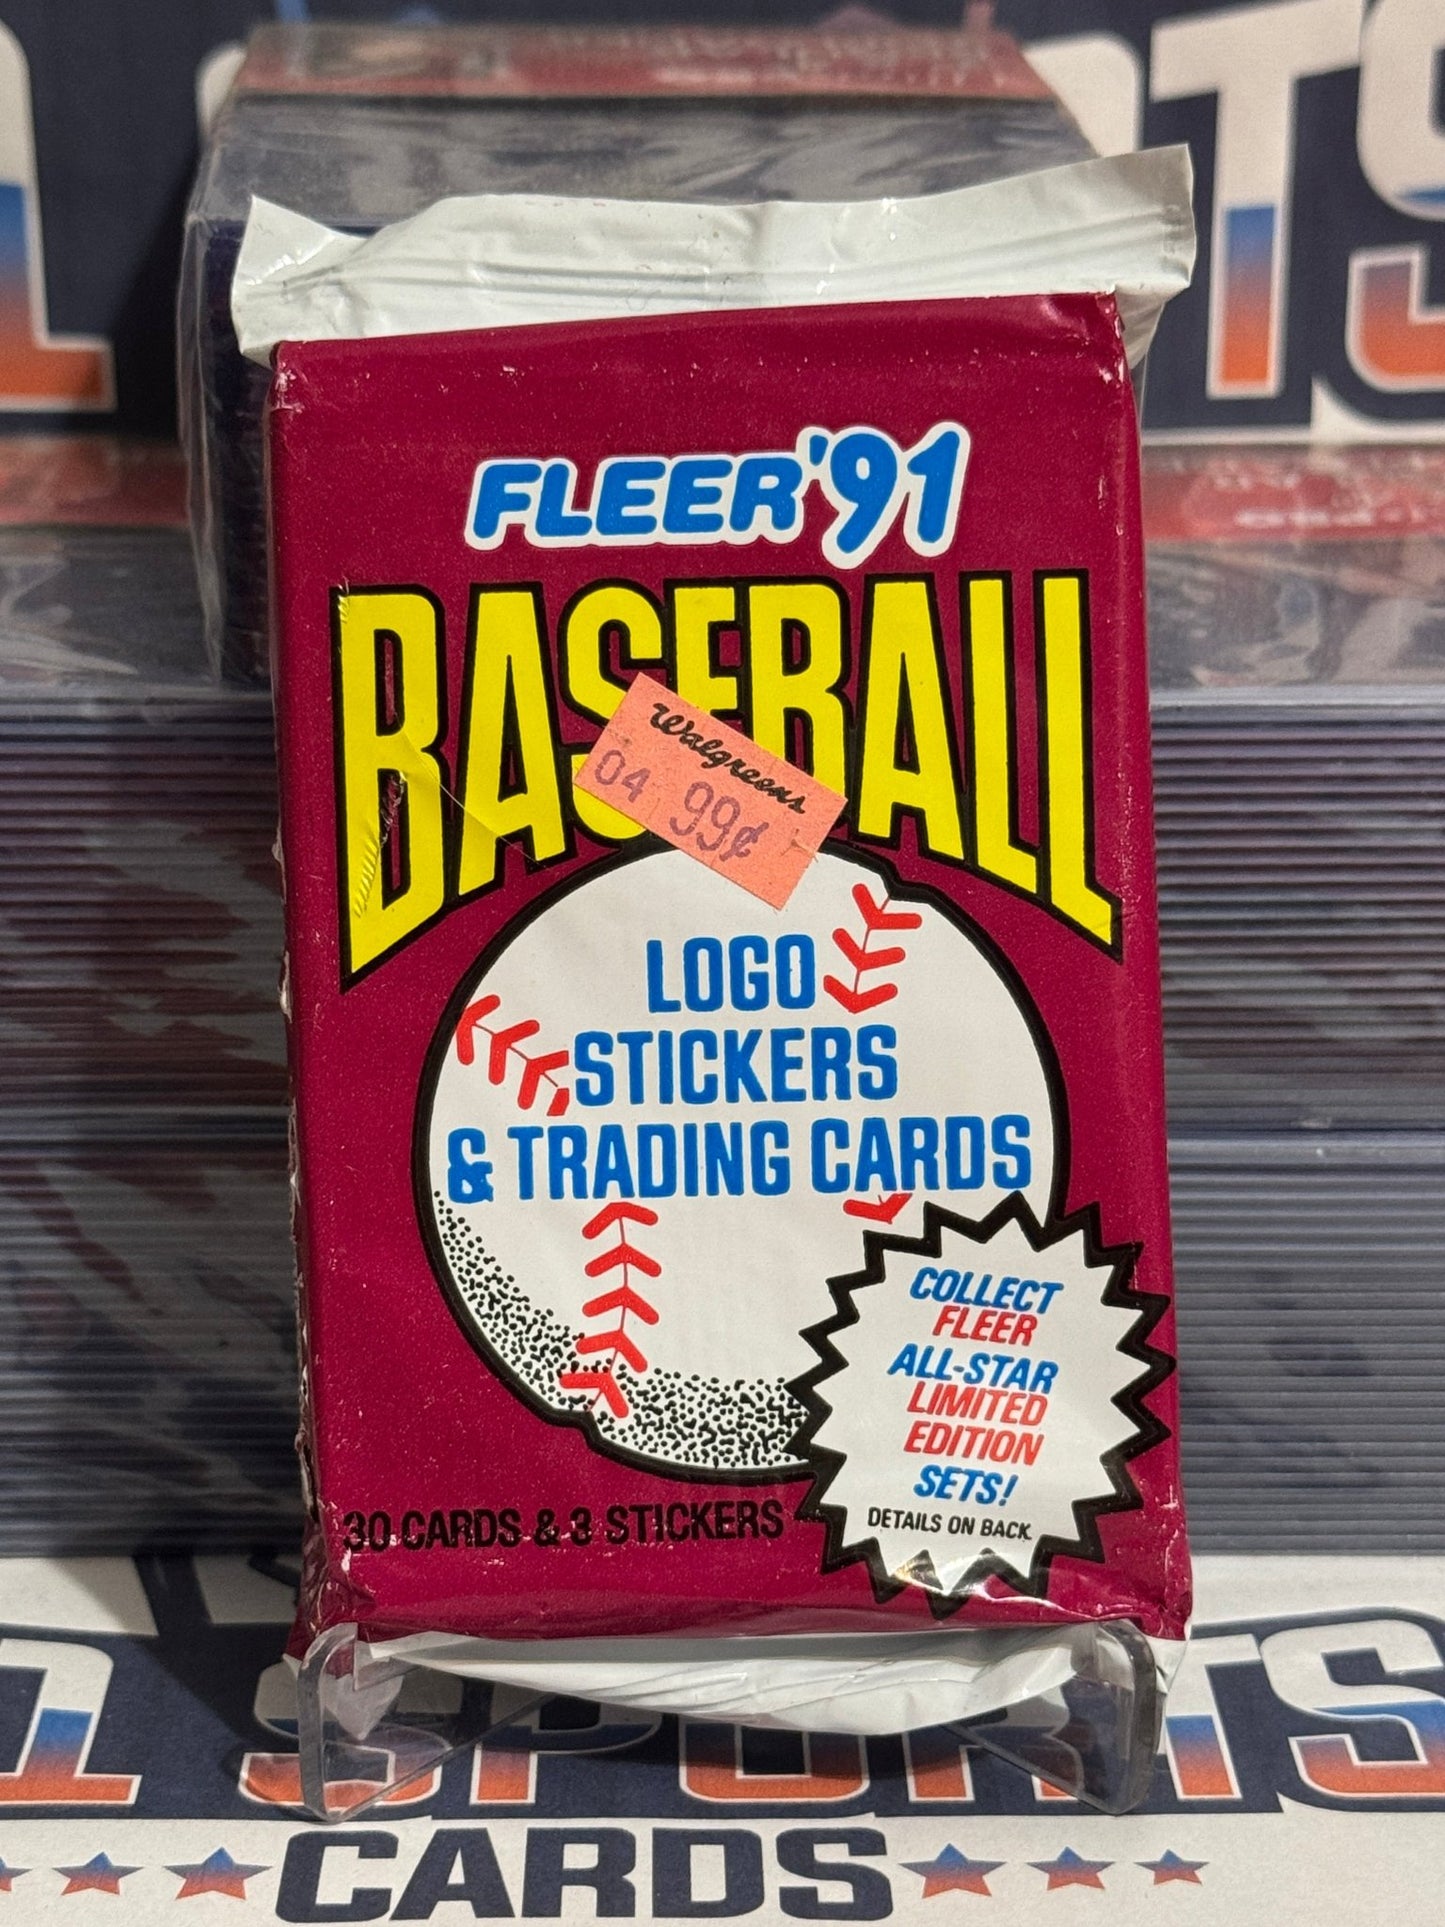 FLEER '91
BASEBALL
Walgreens
04 99¢
LOGO
STICKERS
& TRADING CARDS
COLLECT
FLEER
ALL-STAR
LIMITED
EDITION
SETS!
DETAILS ON BACK
30 CARDS & 3 STICKERS
SPORTS
CARDS